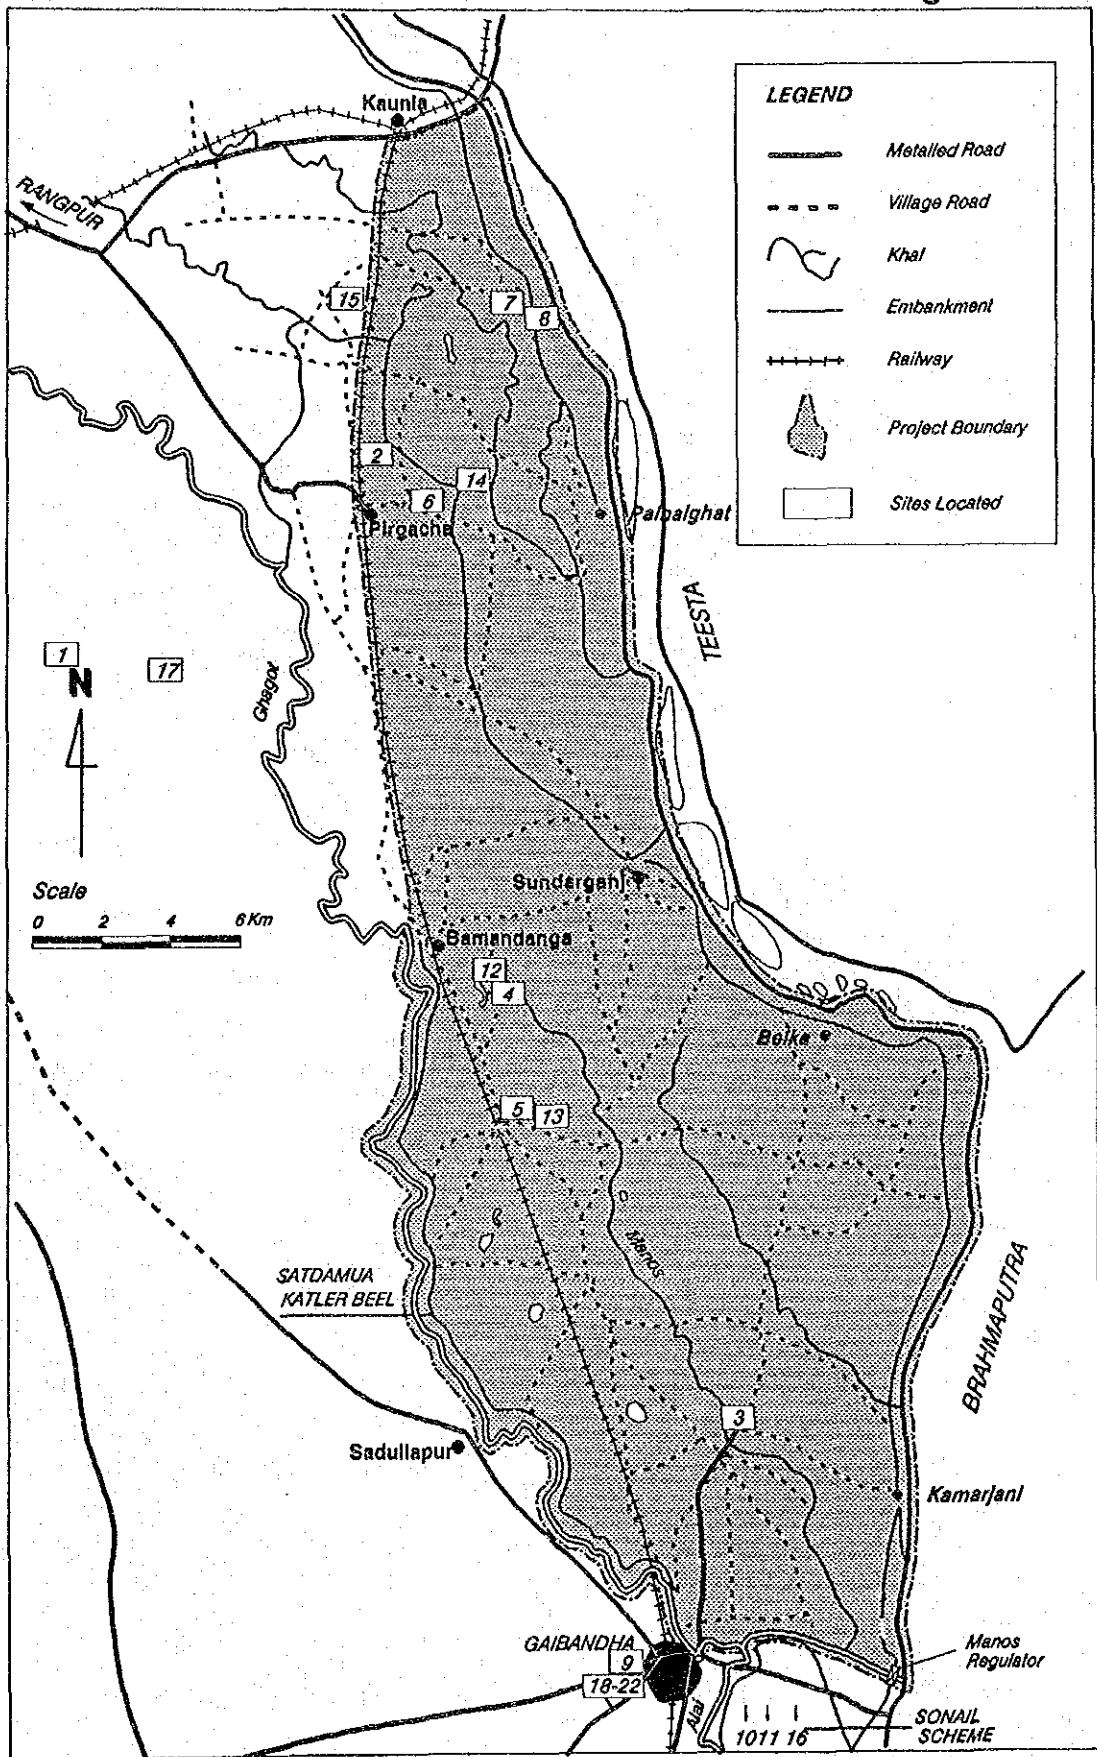 Kaunia
RANGPUR
LEGEND
Metalled Road
Village Road
Khal
Embankment
Railway
Project Boundary
Sites Located
15
7
8
2
14
6
Pirgacha
Palpalghat
TEESTA
1
17
N
Ghagot
Scale
0 2 4 6 Km
Sundarganj
Bamandanga
12
4
Belka
5
13
Manos
SATDAMUA
KATLER BEEL
BRAHMAPUTRA
3
Sadullapur
Kamarjani
GAIBANDHA
9
18-22
Alai
Manos
Regulator
SONAIL
SCHEME
10 11 16